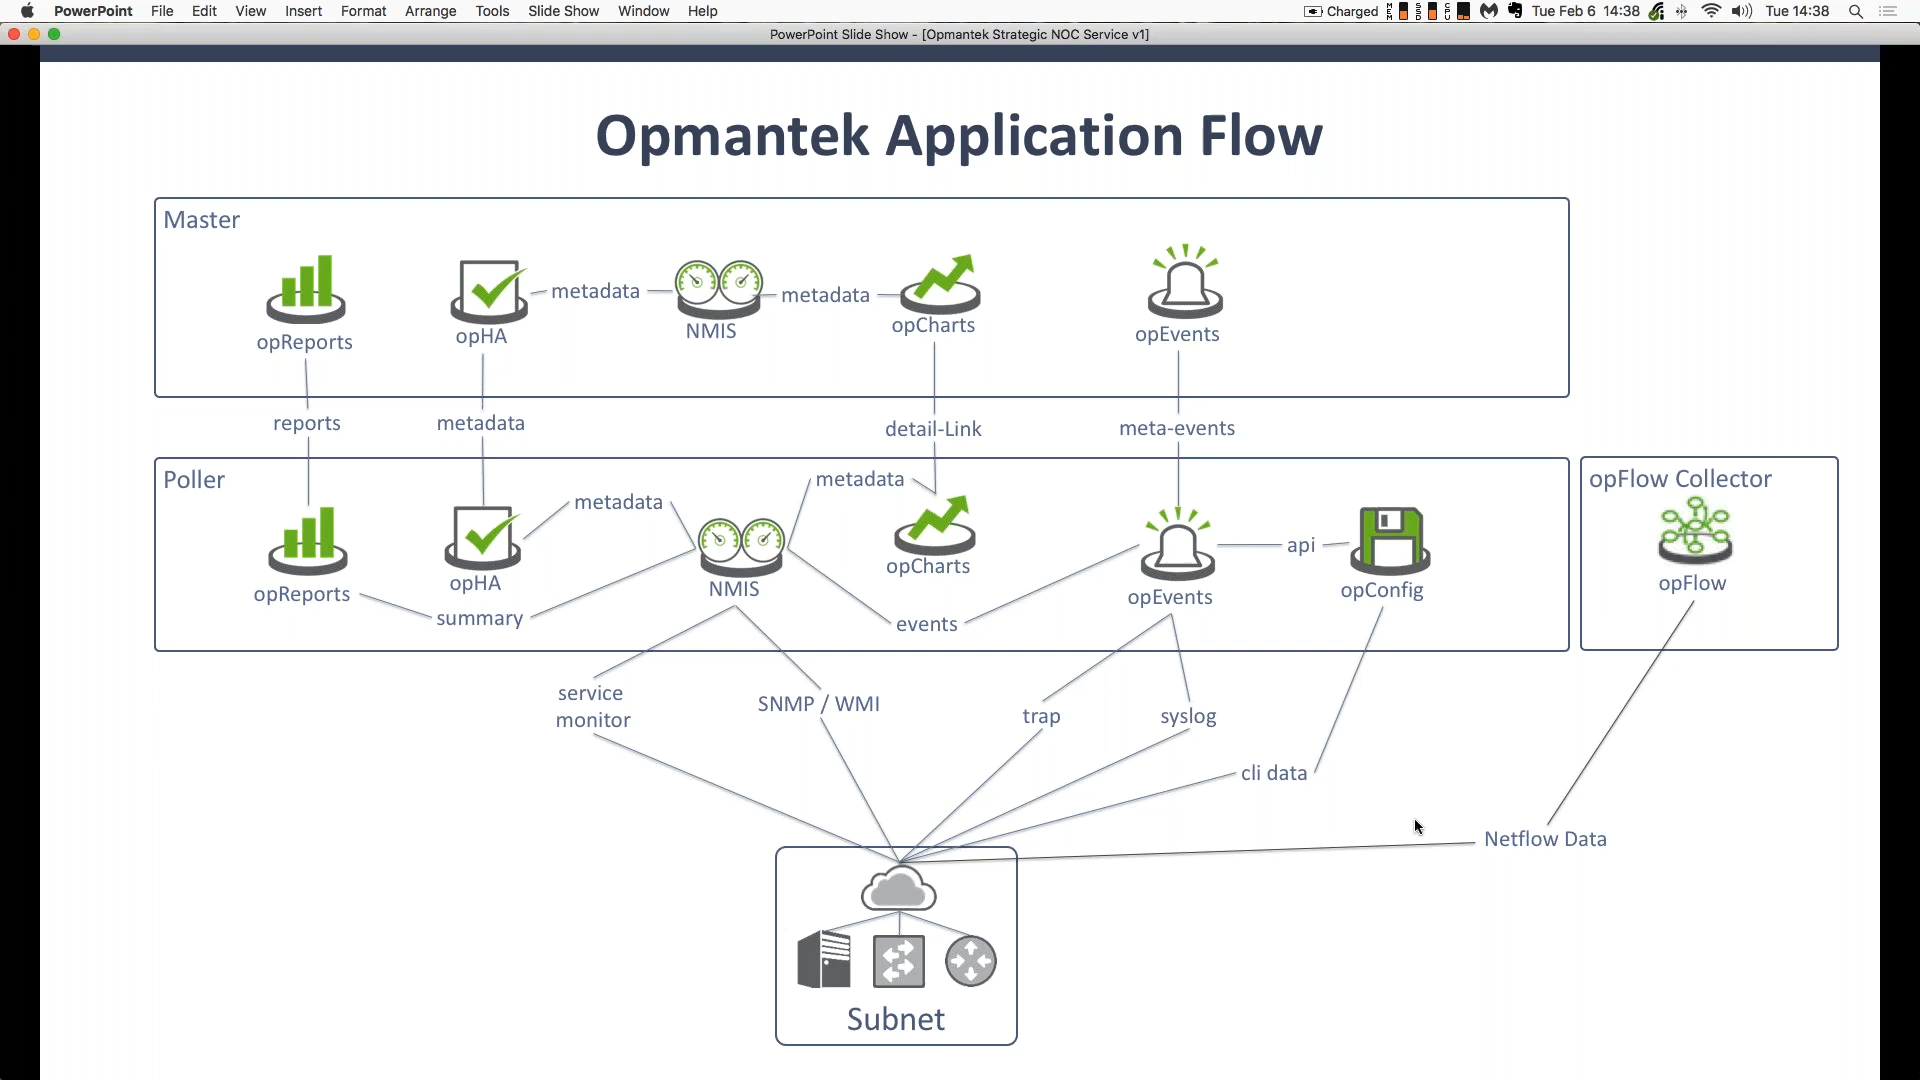 PowerPoint File Edit View Insert Format Arrange Tools Slide Show Window Help
Charged MEM SSD CPU Tue Feb 6 14:38 Tue 14:38
PowerPoint Slide Show - [Opmantek Strategic NOC Service v1]
Opmantek Application Flow
Master
opReports
opHA
metadata
NMIS
metadata
opCharts
opEvents
reports
metadata
detail-Link
meta-events
Poller
opReports
opHA
metadata
summary
NMIS
metadata
opCharts
events
opEvents
api
opConfig
opFlow Collector
opFlow
service
monitor
SNMP / WMI
trap
syslog
cli data
Netflow Data
Subnet